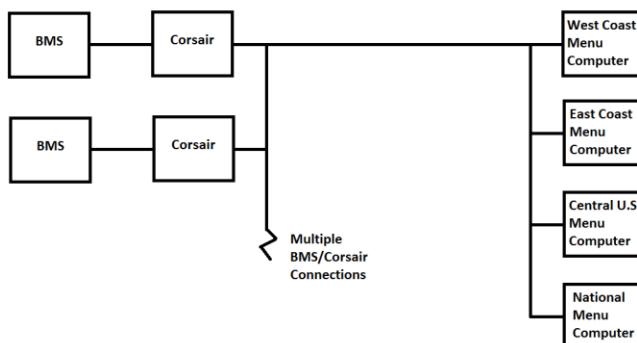 BMS
Corsair
West Coast
Menu
Computer
BMS
Corsair
East Coast
Menu
Computer
Multiple
BMS/Corsair
Connections
Central U.S
Menu
Computer
National
Menu
Computer